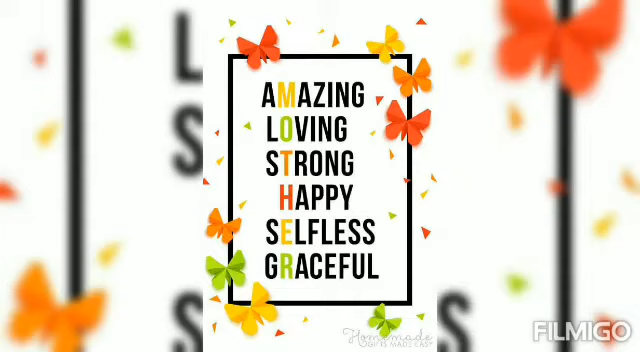 AMAZING
LOVING
STRONG
HAPPY
SELFLESS
GRACEFUL
Homemade
GIFTS MADE EASY
FILMIGO